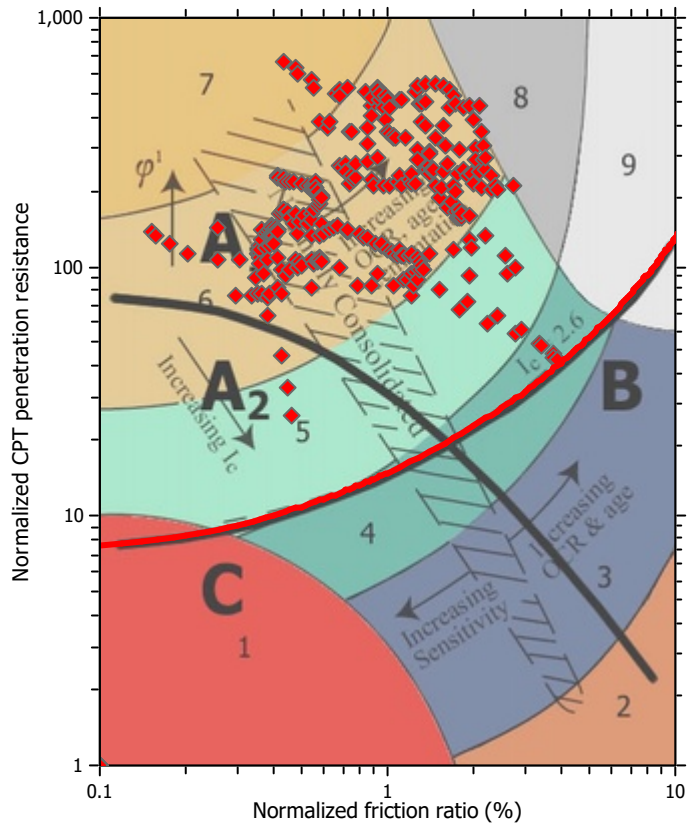 1,000
100
10
1
Normalized CPT penetration resistance
0.1
1
10
Normalized friction ratio (%)
7
8
9
φ¹
A
6
Increasing
OCR, age
Consolidated
Increasing Ic
A2
5
Ic
2.6
B
4
Increasing
OCR & age
3
C
1
Increasing
Sensitivity
2